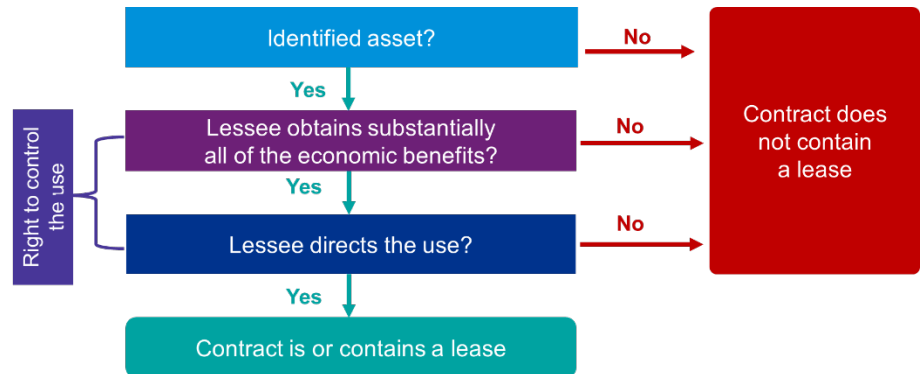 Identified asset?
No
Yes
Lessee obtains substantially
all of the economic benefits?
No
Yes
Lessee directs the use?
No
Yes
Contract is or contains a lease
Right to control
the use
Contract does
not contain
a lease